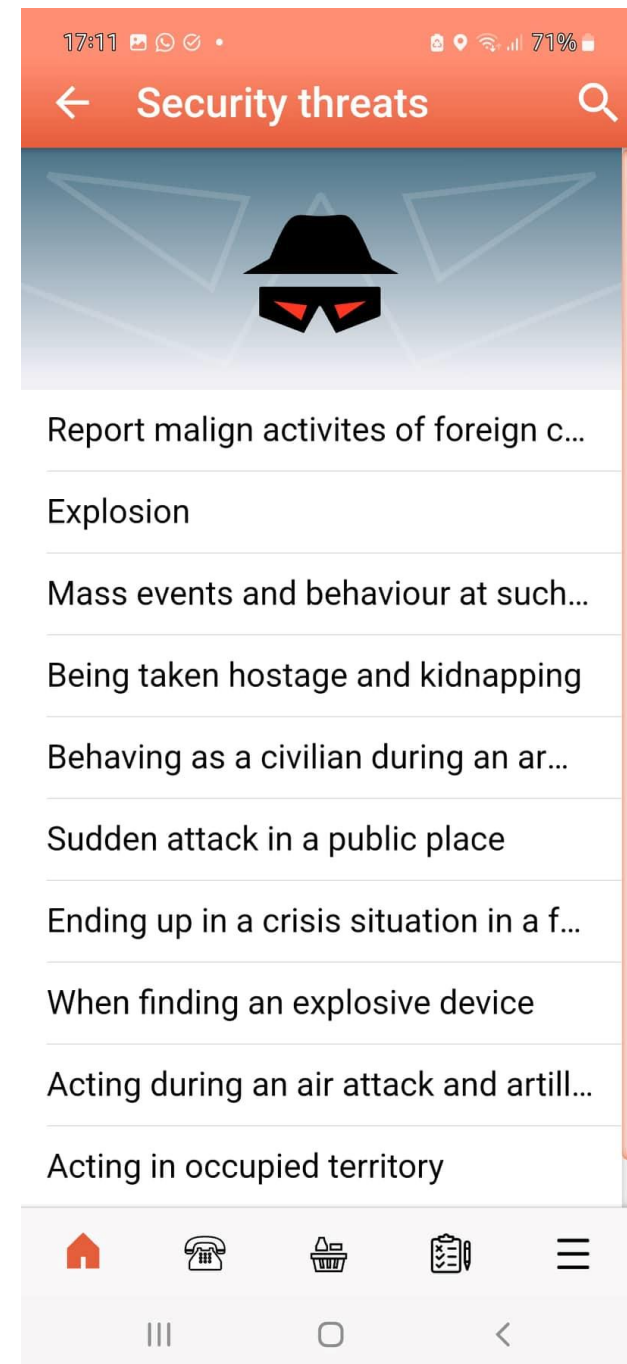 17:11 71%
Security threats
Report malign activites of foreign c...
Explosion
Mass events and behaviour at such...
Being taken hostage and kidnapping
Behaving as a civilian during an ar...
Sudden attack in a public place
Ending up in a crisis situation in a f...
When finding an explosive device
Acting during an air attack and artill...
Acting in occupied territory